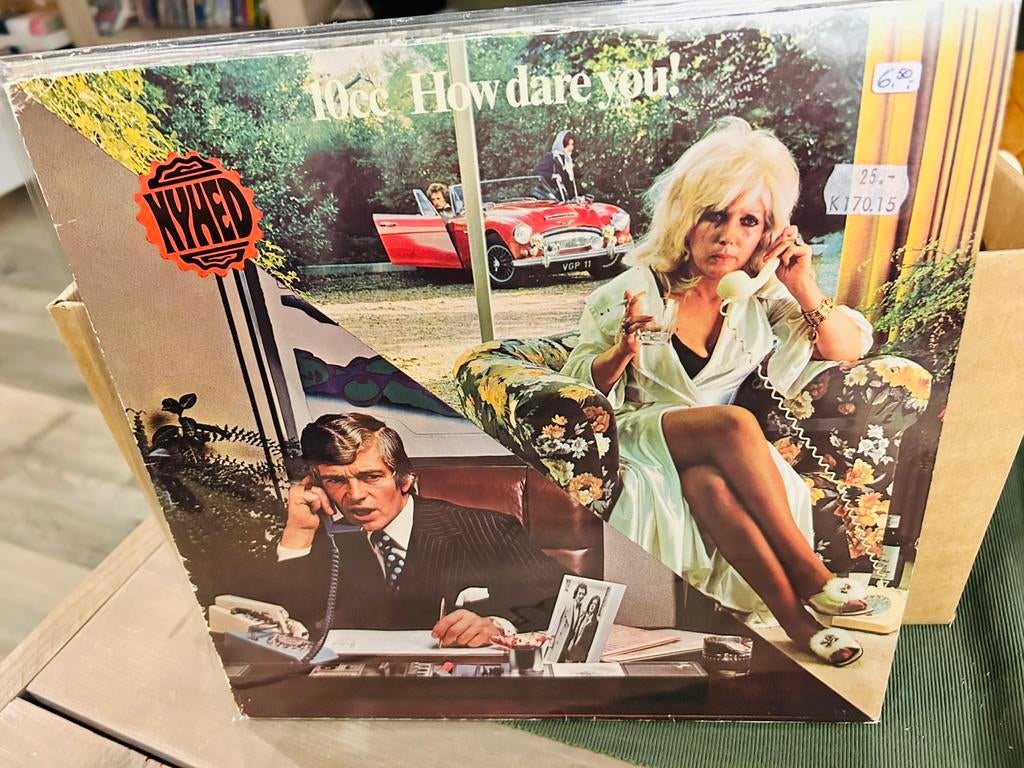 10cc How dare you!
6.50
25.-
K170.15
NYHED
VGP 11